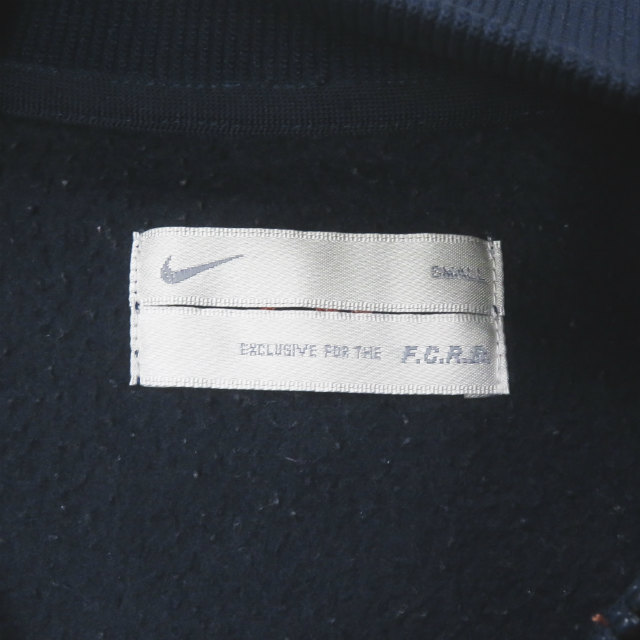 SMALL
EXCLUSIVE FOR THE F.C.R.B.